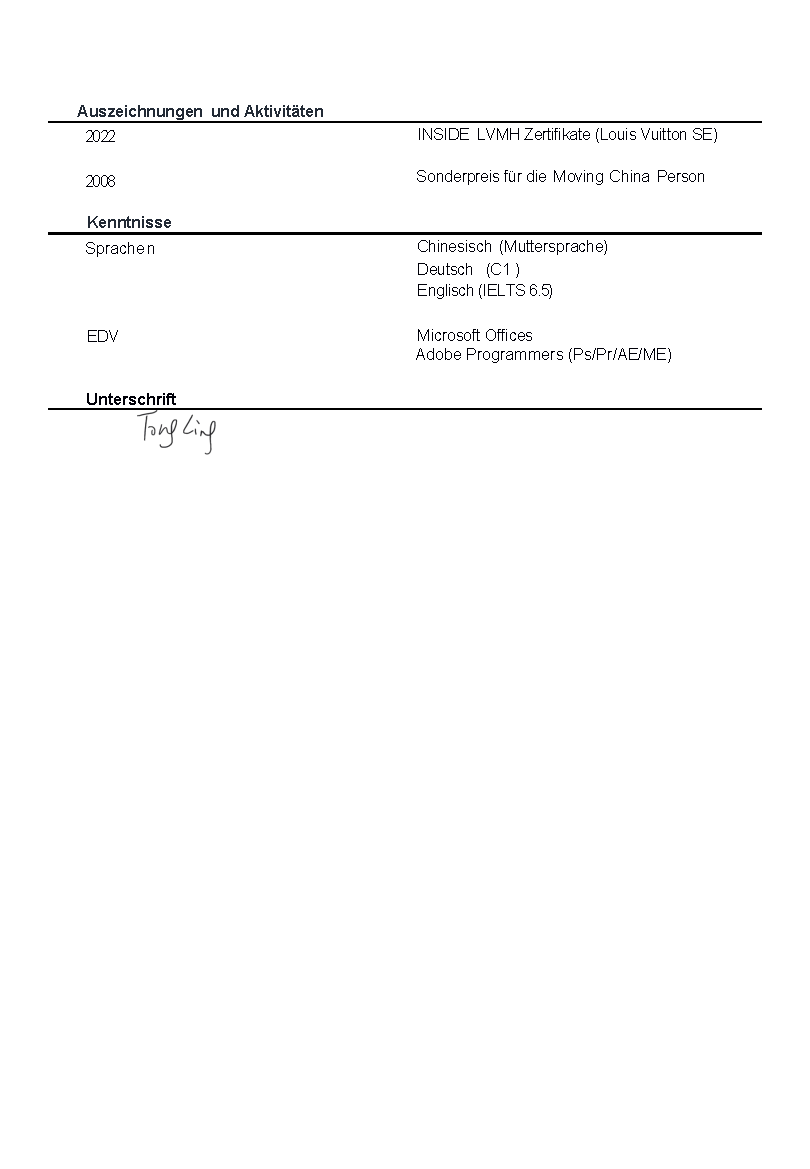 Auszeichnungen und Aktivitäten
2022 INSIDE LVMH Zertifikate (Louis Vuitton SE)
2008 Sonderpreis für die Moving China Person
Kenntnisse
Sprachen Chinesisch (Muttersprache)
Deutsch (C1 )
Englisch (IELTS 6.5)
EDV Microsoft Offices
Adobe Programmers (Ps/Pr/AE/ME)
Unterschrift
Tong Ling